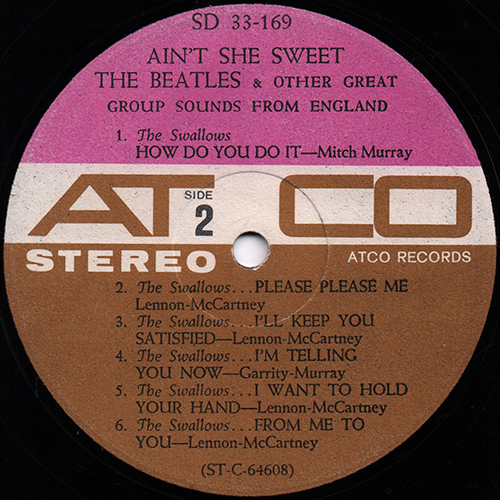 SD 33-169
AIN'T SHE SWEET
THE BEATLES & OTHER GREAT
GROUP SOUNDS FROM ENGLAND
1. The Swallows
HOW DO YOU DO IT—Mitch Murray
ATCO
SIDE
2
STEREO
ATCO RECORDS
2. The Swallows...PLEASE PLEASE ME
Lennon-McCartney
3. The Swallows...I'LL KEEP YOU
SATISFIED—Lennon-McCartney
4. The Swallows...I'M TELLING
YOU NOW—Garrity-Murray
5. The Swallows...I WANT TO HOLD
YOUR HAND—Lennon-McCartney
6. The Swallows...FROM ME TO
YOU—Lennon-McCartney
(ST-C-64608)